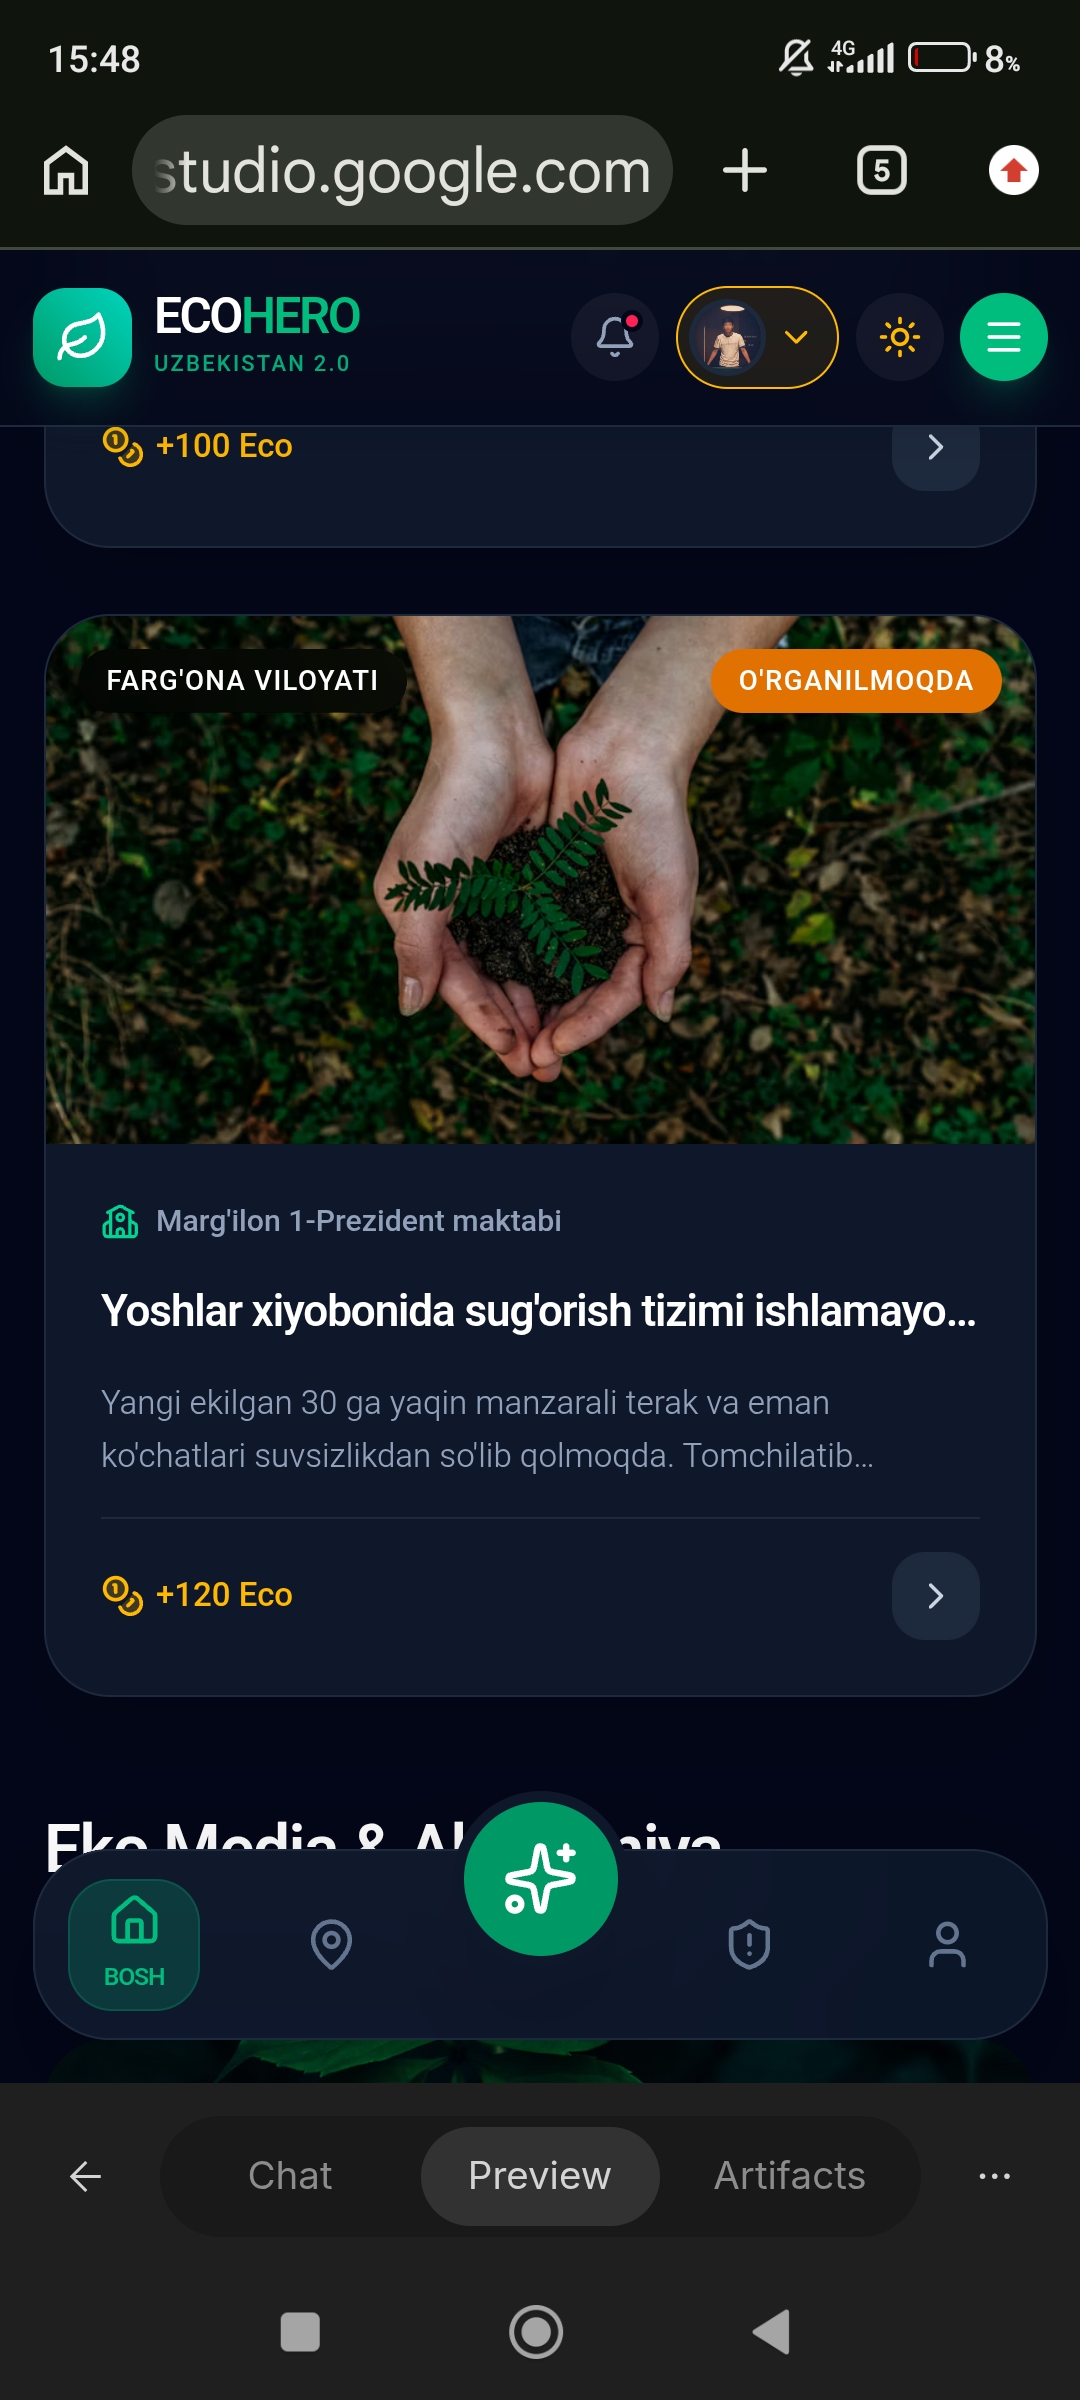 15:48
4G
8%
studio.google.com
5
ECOHERO
UZBEKISTAN 2.0
+100 Eco
FARG'ONA VILOYATI
O'RGANILMOQDA
Marg'ilon 1-Prezident maktabi
Yoshlar xiyobonida sug'orish tizimi ishlamayo...
Yangi ekilgan 30 ga yaqin manzarali terak va eman
ko'chatlari suvsizlikdan so'lib qolmoqda. Tomchilatib...
+120 Eco
Eko Media &
BOSH
Chat
Preview
Artifacts